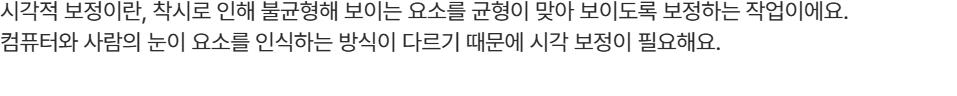 시각적 보정이란, 착시로 인해 불균형해 보이는 요소를 균형이 맞아 보이도록 보정하는 작업이에요.
컴퓨터와 사람의 눈이 요소를 인식하는 방식이 다르기 때문에 시각 보정이 필요해요.